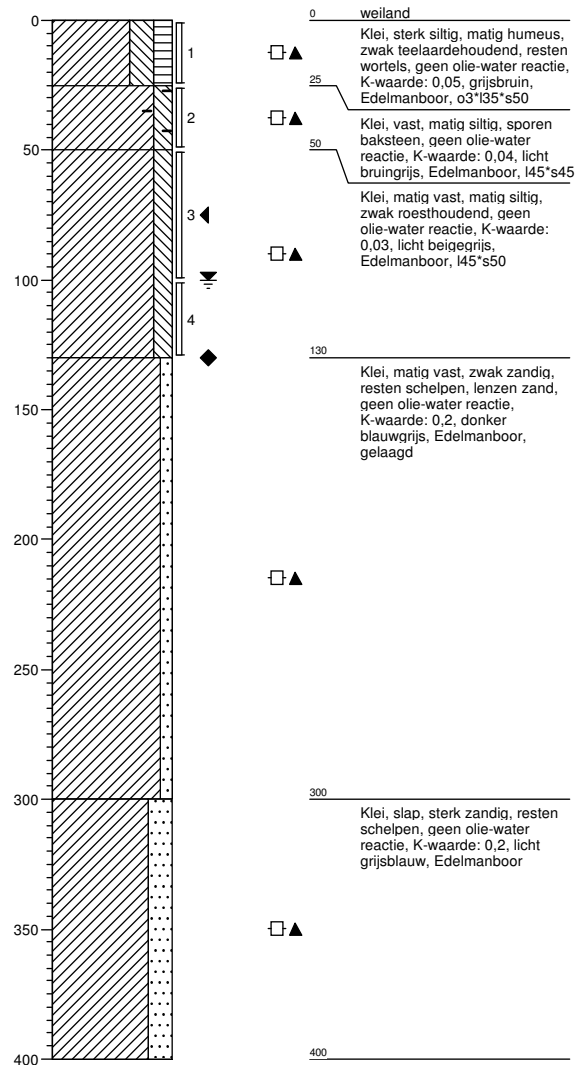 0
50
100
150
200
250
300
350
400
1
2
3
4
0 weiland
Klei, sterk siltig, matig humeus,
zwak teelaardehoudend, resten
wortels, geen olie-water reactie,
K-waarde: 0,05, grijsbruin,
Edelmanboor, o3*l35*s50
25
Klei, vast, matig siltig, sporen
baksteen, geen olie-water
reactie, K-waarde: 0,04, licht
bruingrijs, Edelmanboor, l45*s45
50
Klei, matig vast, matig siltig,
zwak roesthoudend, geen
olie-water reactie, K-waarde:
0,03, licht beigegrijs,
Edelmanboor, l45*s50
130
Klei, matig vast, zwak zandig,
resten schelpen, lenzen zand,
geen olie-water reactie,
K-waarde: 0,2, donker
blauwgrijs, Edelmanboor,
gelaagd
300
Klei, slap, sterk zandig, resten
schelpen, geen olie-water
reactie, K-waarde: 0,2, licht
grijsblauw, Edelmanboor
400